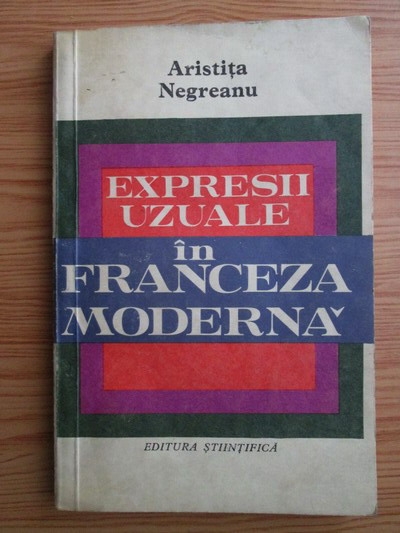 Aristița
Negreanu
EXPRESII
UZUALE
în
FRANCEZA
MODERNĂ
EDITURA ȘTIINȚIFICĂ